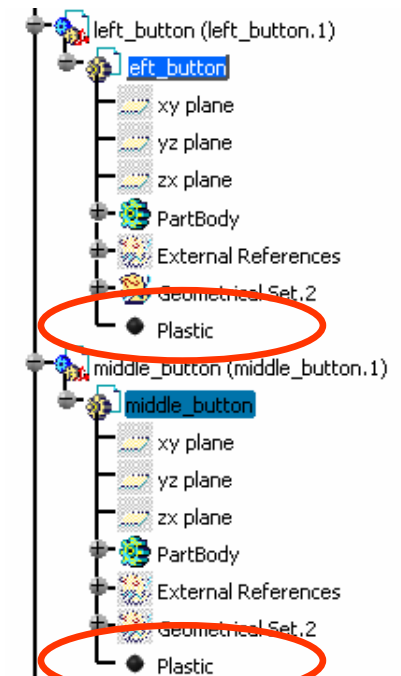 left_button (left_button.1)
left_button
xy plane
yz plane
zx plane
PartBody
External References
Geometrical Set.2
Plastic
middle_button (middle_button.1)
middle_button
xy plane
yz plane
zx plane
PartBody
External References
Geometrical Set.2
Plastic